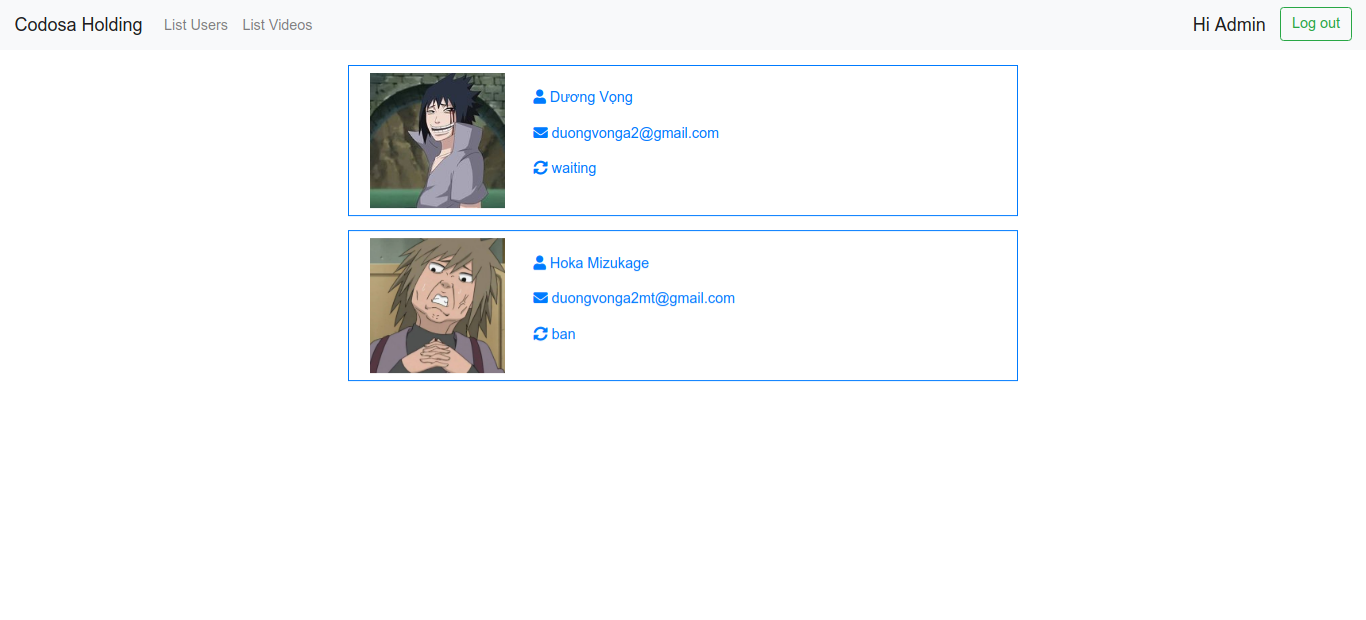 Codosa Holding List Users List Videos Hi Admin Log out
Dương Vọng
duongvonga2@gmail.com
waiting
Hoka Mizukage
duongvonga2mt@gmail.com
ban